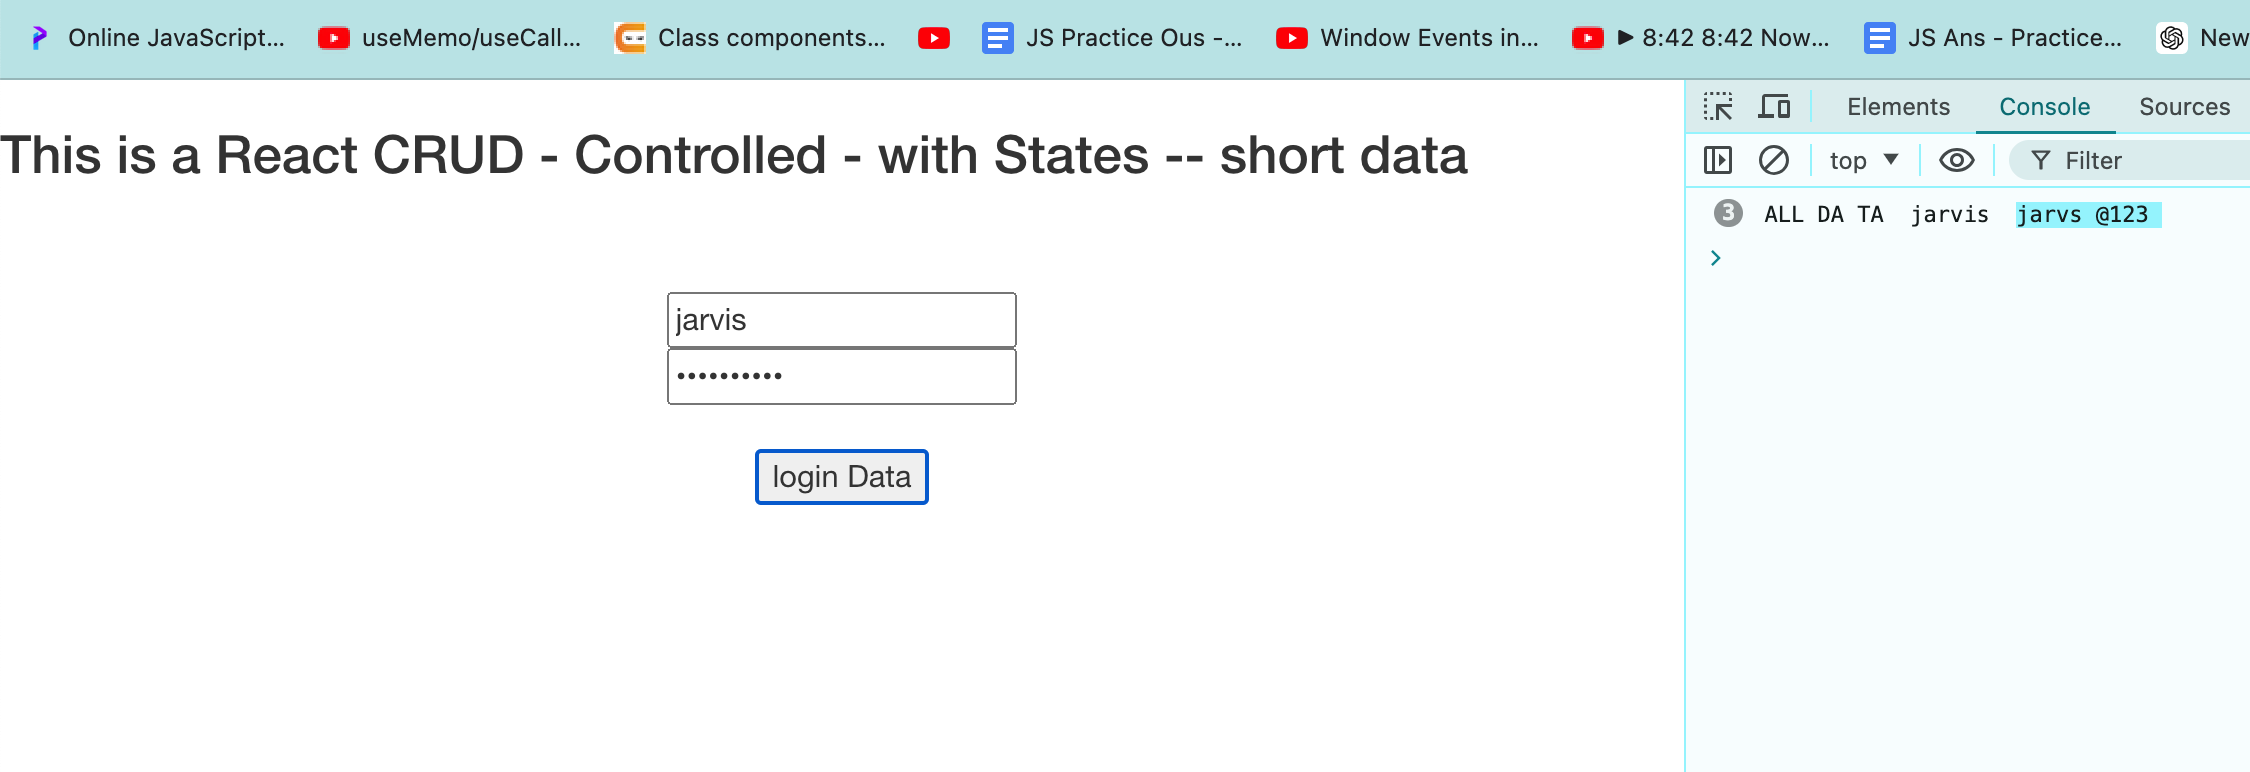 Online JavaScript... useMemo/useCall... Class components... JS Practice Ous -... Window Events in... ▶ 8:42 8:42 Now... JS Ans - Practice... New
Elements Console Sources
This is a React CRUD - Controlled - with States -- short data
top ▼ Filter
3 ALL DA TA jarvis jarvs @123
>
jarvis
••••••••••
login Data